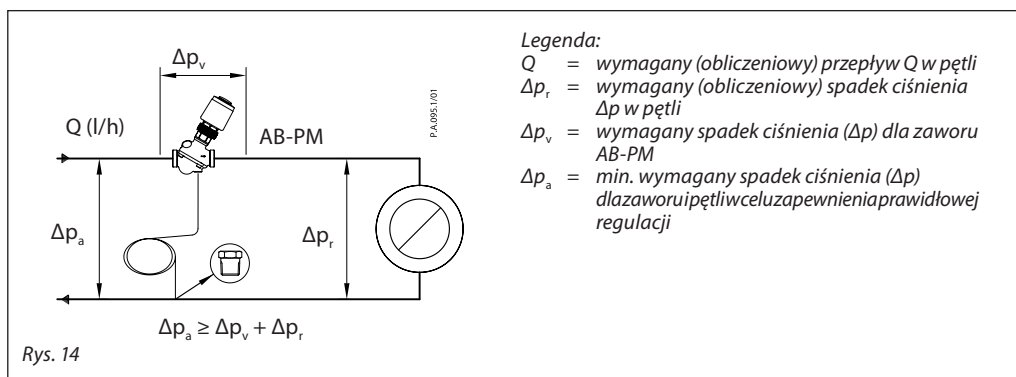 Δpᵥ
Q (l/h)
AB-PM
P.A.095.1/01
Δpₐ
Δpᵣ
Δpₐ ≥ Δpᵥ + Δpᵣ
Rys. 14
Legenda:
Q = wymagany (obliczeniowy) przepływ Q w pętli
Δpᵣ = wymagany (obliczeniowy) spadek ciśnienia
Δp w pętli
Δpᵥ = wymagany spadek ciśnienia (Δp) dla zaworu
AB-PM
Δpₐ = min. wymagany spadek ciśnienia (Δp)
dlazaworuipętliwceluzapewnieniaprawidłowej
regulacji